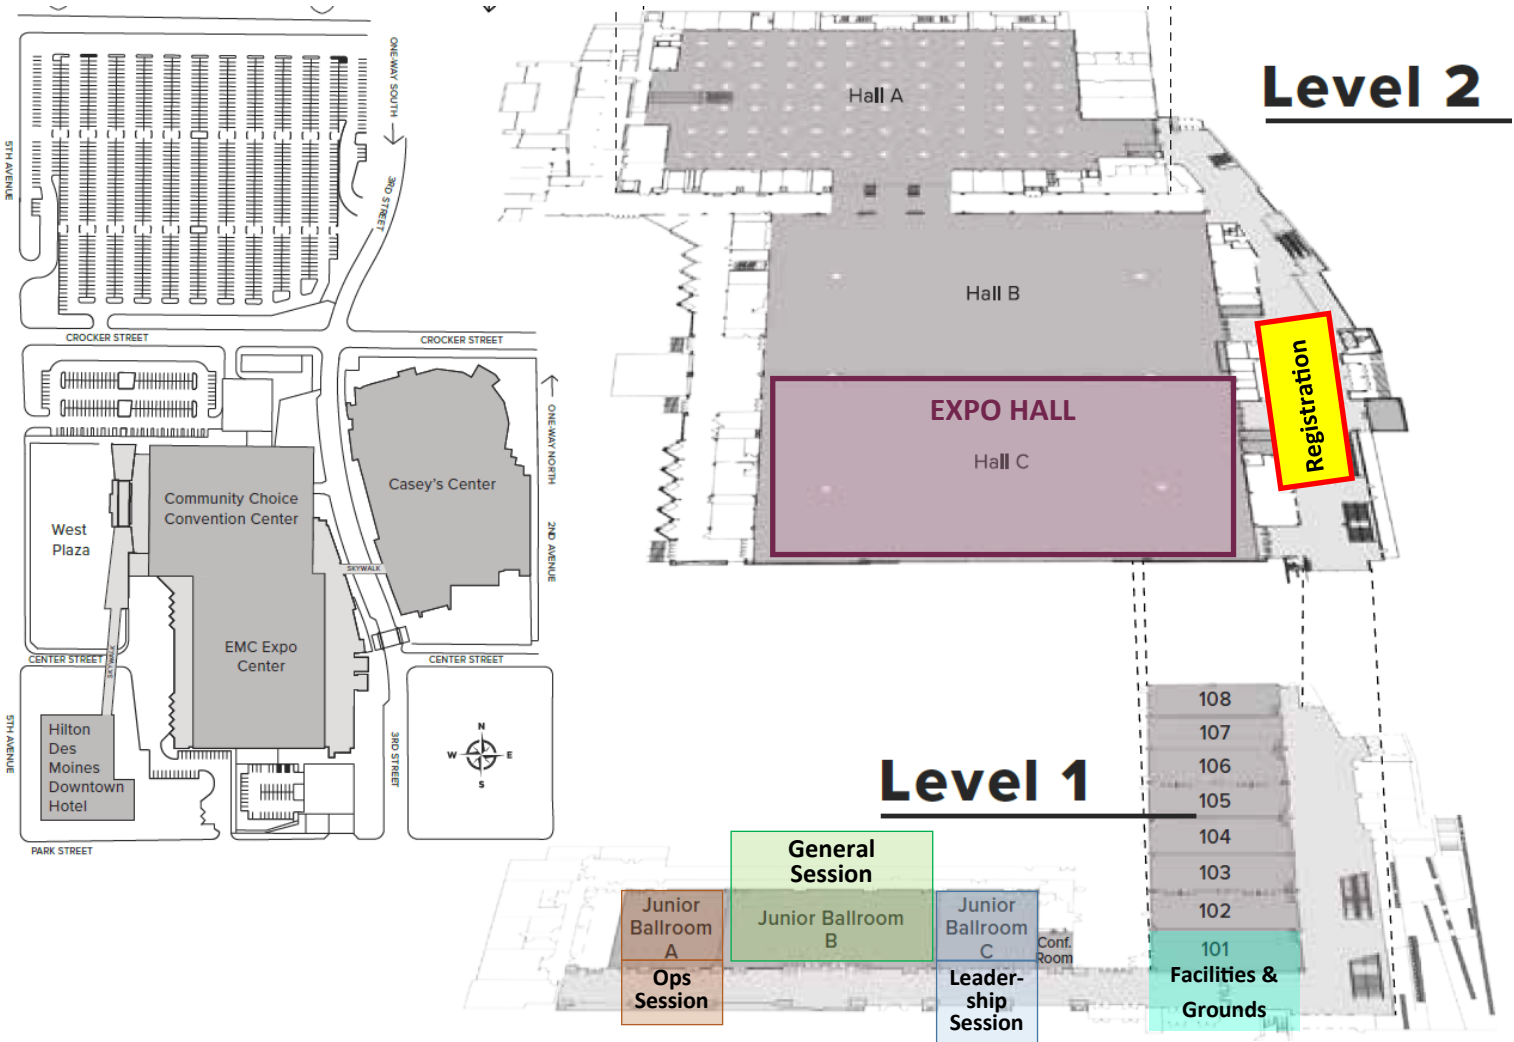 ONE-WAY SOUTH
5TH AVENUE
3RD STREET
CROCKER STREET
CROCKER STREET
Community Choice
Convention Center
Casey's Center
West
Plaza
ONE-WAY NORTH
2ND AVENUE
SKYWALK
EMC Expo
Center
CENTER STREET
SKYWALK
CENTER STREET
5TH AVENUE
Hilton
Des
Moines
Downtown
Hotel
3RD STREET
N
W
E
S
PARK STREET
Level 2
Hall A
Hall B
EXPO HALL
Hall C
Registration
Level 1
108
107
106
105
104
103
102
101
Facilities &
Grounds
General
Session
Junior
Ballroom
A
Ops
Session
Junior Ballroom
B
Junior
Ballroom
C
Leader-
ship
Session
Conf.
Room